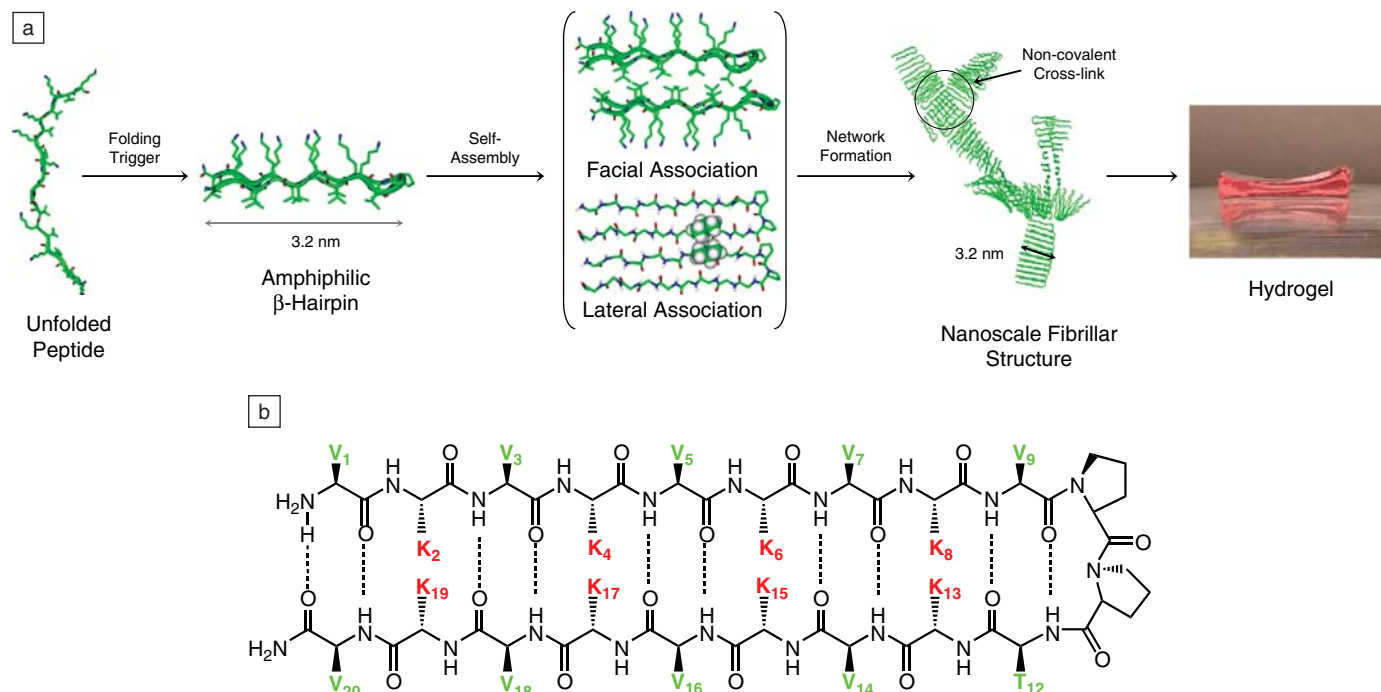 a
Unfolded
Peptide
Folding
Trigger
3.2 nm
Amphiphilic
β-Hairpin
Self-
Assembly
Facial Association
Lateral Association
Network
Formation
Non-covalent
Cross-link
3.2 nm
Nanoscale Fibrillar
Structure
Hydrogel
b
V1 H O V3 H O V5 H O V7 H O V9
N N N N N
H2N N N N N O
H O H O H O H O H O
K2 K4 K6 K8
N
O
N
K19 K17 K15 K13
O H O H O H O H O H
N N N N N
H2N N N N N O
O H O H O H O H
V20 V18 V16 V14 T12